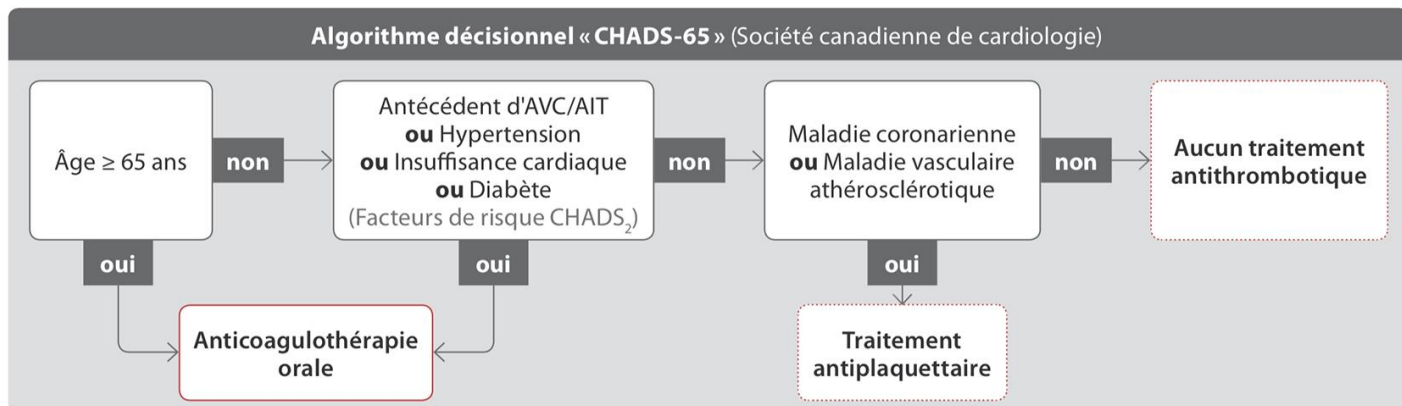 Algorithme décisionnel « CHADS-65 » (Société canadienne de cardiologie)
Âge ≥ 65 ans
non
oui
Antécédent d'AVC/AIT
ou Hypertension
ou Insuffisance cardiaque
ou Diabète
(Facteurs de risque CHADS₂)
non
oui
Anticoagulothérapie
orale
Maladie coronarienne
ou Maladie vasculaire
athérosclérotique
non
oui
Traitement
antiplaquettaire
Aucun traitement
antithrombotique